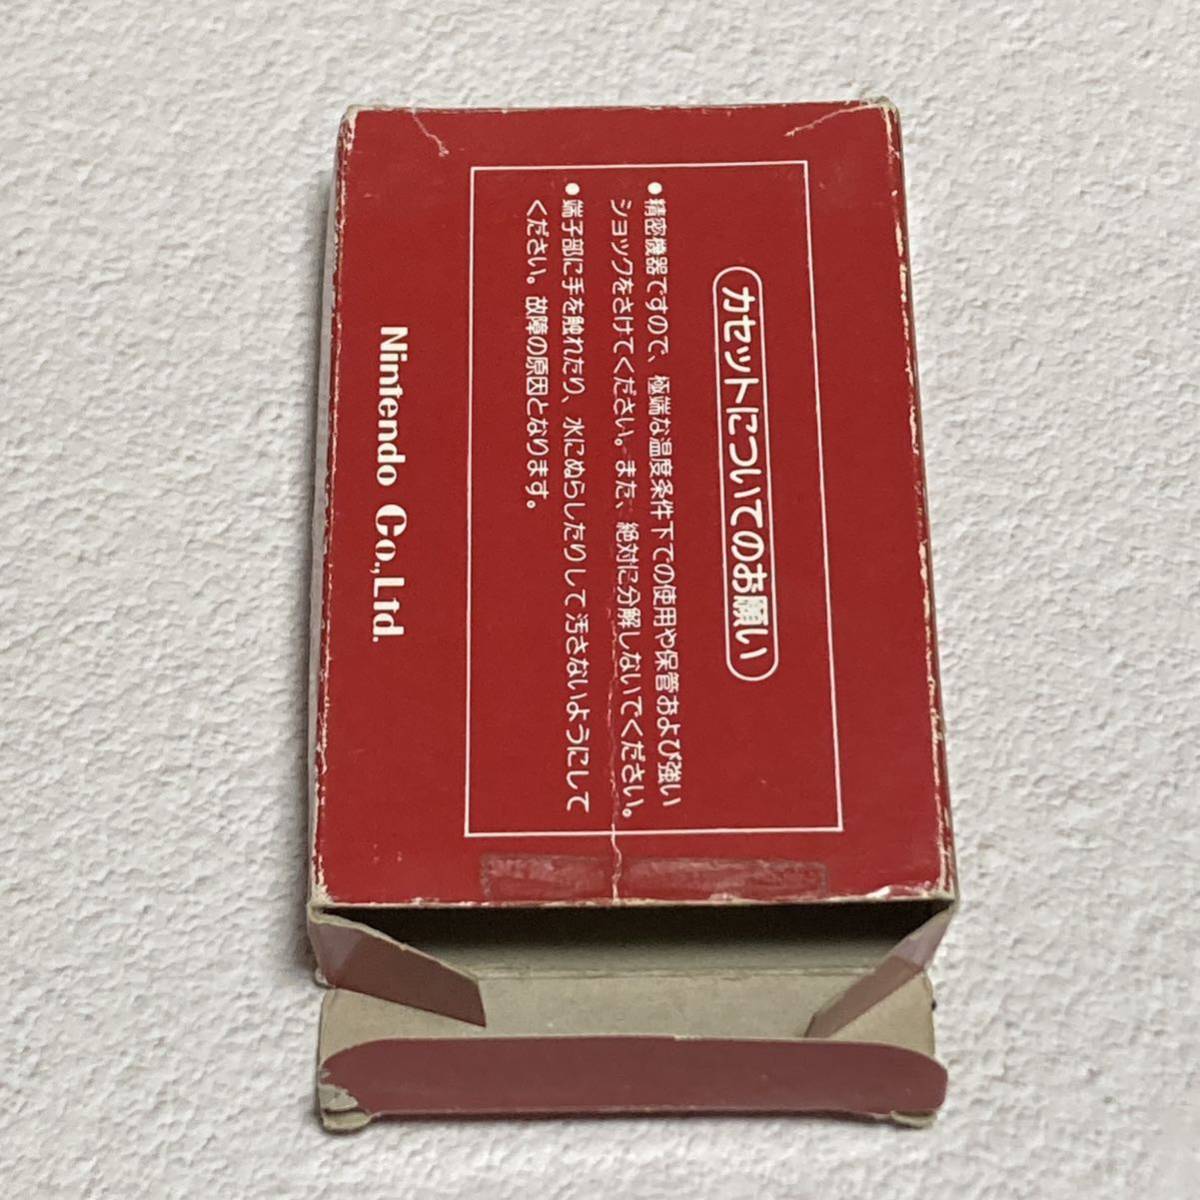 カセットについてのお願い
●精密機器ですので、極端な温度条件下での使用や保管および強い
ショックをさけてください。また、絶対に分解しないでください。
●端子部に手を触れたり、水にぬらしたりして汚さないようにして
ください。故障の原因となります。
Nintendo Co.,Ltd.